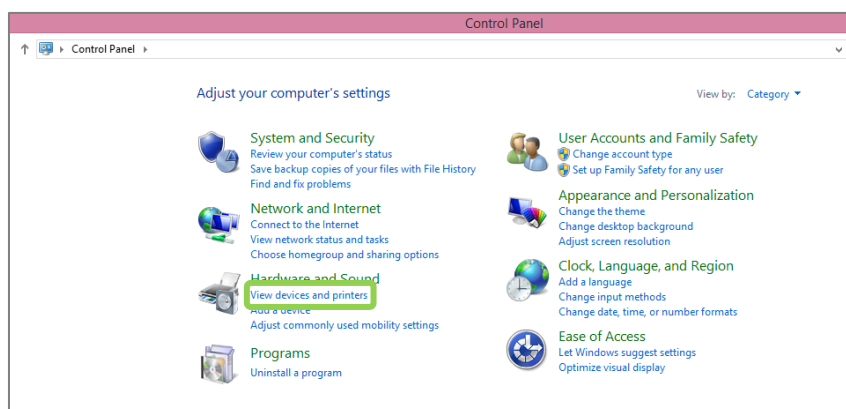 Control Panel
Control Panel
Adjust your computer's settings
View by: Category
System and Security
Review your computer's status
Save backup copies of your files with File History
Find and fix problems
Network and Internet
Connect to the Internet
View network status and tasks
Choose homegroup and sharing options
Hardware and Sound
View devices and printers
Add a device
Adjust commonly used mobility settings
Programs
Uninstall a program
User Accounts and Family Safety
Change account type
Set up Family Safety for any user
Appearance and Personalization
Change the theme
Change desktop background
Adjust screen resolution
Clock, Language, and Region
Add a language
Change input methods
Change date, time, or number formats
Ease of Access
Let Windows suggest settings
Optimize visual display